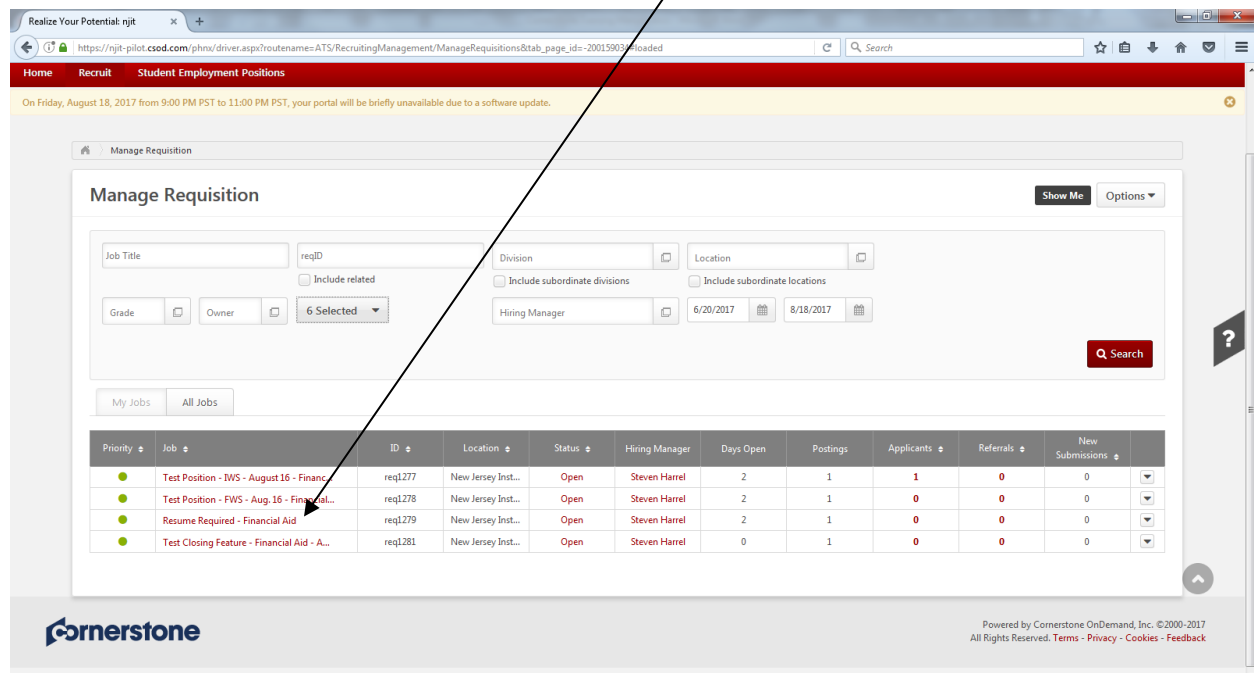 Realize Your Potential: njit × +
https://njit-pilot.csod.com/phnx/driver.aspx?routename=ATS/RecruitingManagement/ManageRequisitions&tab_page_id=-200159034#loaded Search
Home Recruit Student Employment Positions
On Friday, August 18, 2017 from 9:00 PM PST to 11:00 PM PST, your portal will be briefly unavailable due to a software update.
Manage Requisition
Manage Requisition Show Me Options
Job Title reqID Division Location
Include related Include subordinate divisions Include subordinate locations
Grade Owner 6 Selected Hiring Manager 6/20/2017 8/18/2017
?
Search
My Jobs All Jobs
Priority Job ID Location Status Hiring Manager Days Open Postings Applicants Referrals New Submissions
Test Position - IWS - August 16 - Financ... req1277 New Jersey Inst... Open Steven Harrel 2 1 1 0 0
Test Position - FWS - Aug. 16 - Financial... req1278 New Jersey Inst... Open Steven Harrel 2 1 0 0 0
Resume Required - Financial Aid req1279 New Jersey Inst... Open Steven Harrel 2 1 0 0 0
Test Closing Feature - Financial Aid - A... req1281 New Jersey Inst... Open Steven Harrel 0 1 0 0 0
Cornerstone
Powered by Cornerstone OnDemand, Inc. ©2000-2017
All Rights Reserved. Terms - Privacy - Cookies - Feedback